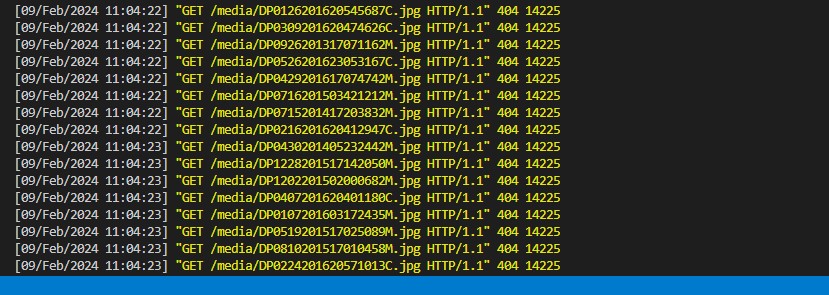 [09/Feb/2024 11:04:22] "GET /media/DP0126201620545687C.jpg HTTP/1.1" 404 14225
[09/Feb/2024 11:04:22] "GET /media/DP0309201620474626C.jpg HTTP/1.1" 404 14225
[09/Feb/2024 11:04:22] "GET /media/DP0926201317071162M.jpg HTTP/1.1" 404 14225
[09/Feb/2024 11:04:22] "GET /media/DP0526201623053167C.jpg HTTP/1.1" 404 14225
[09/Feb/2024 11:04:22] "GET /media/DP0429201617074742M.jpg HTTP/1.1" 404 14225
[09/Feb/2024 11:04:22] "GET /media/DP0716201503421212M.jpg HTTP/1.1" 404 14225
[09/Feb/2024 11:04:22] "GET /media/DP0715201417203832M.jpg HTTP/1.1" 404 14225
[09/Feb/2024 11:04:22] "GET /media/DP0216201620412947C.jpg HTTP/1.1" 404 14225
[09/Feb/2024 11:04:23] "GET /media/DP0430201405232442M.jpg HTTP/1.1" 404 14225
[09/Feb/2024 11:04:23] "GET /media/DP1228201517142050M.jpg HTTP/1.1" 404 14225
[09/Feb/2024 11:04:23] "GET /media/DP1202201502000682M.jpg HTTP/1.1" 404 14225
[09/Feb/2024 11:04:23] "GET /media/DP0407201620401180C.jpg HTTP/1.1" 404 14225
[09/Feb/2024 11:04:23] "GET /media/DP0107201603172435M.jpg HTTP/1.1" 404 14225
[09/Feb/2024 11:04:23] "GET /media/DP0519201517025089M.jpg HTTP/1.1" 404 14225
[09/Feb/2024 11:04:23] "GET /media/DP0810201517010458M.jpg HTTP/1.1" 404 14225
[09/Feb/2024 11:04:23] "GET /media/DP0224201620571013C.jpg HTTP/1.1" 404 14225